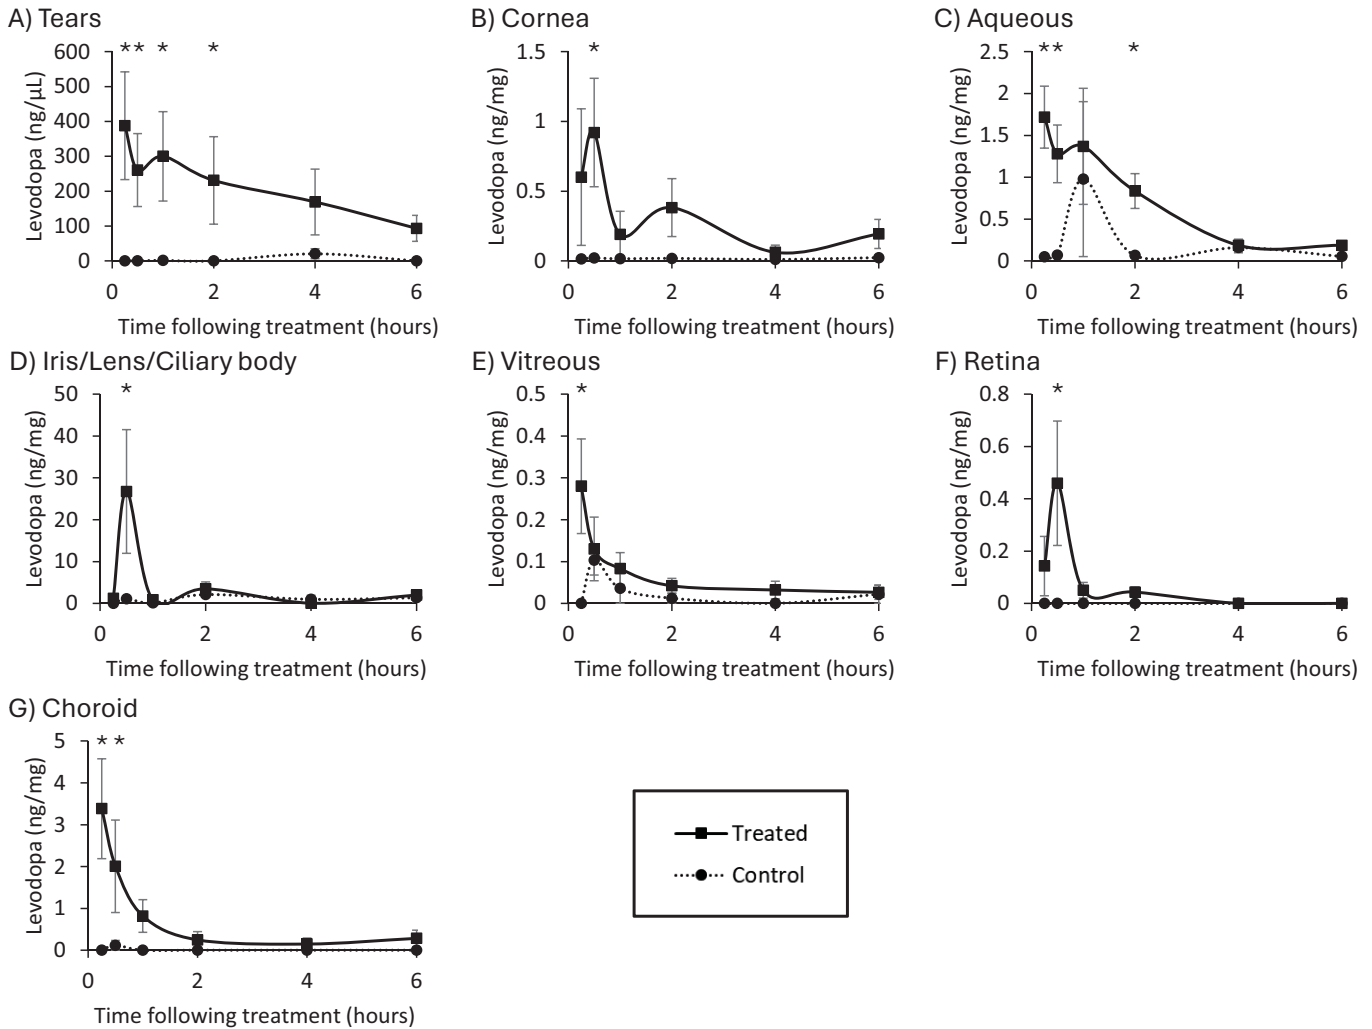 A) Tears
600
500
400
300
200
100
0
Levodopa (ng/µL)
* * * *
0 2 4 6
Time following treatment (hours)
B) Cornea
1.5
1
0.5
0
Levodopa (ng/mg)
*
0 2 4 6
Time following treatment (hours)
C) Aqueous
2.5
2
1.5
1
0.5
0
Levodopa (ng/mg)
* * *
0 2 4 6
Time following treatment (hours)
D) Iris/Lens/Ciliary body
50
40
30
20
10
0
Levodopa (ng/mg)
*
0 2 4 6
Time following treatment (hours)
E) Vitreous
0.5
0.4
0.3
0.2
0.1
0
Levodopa (ng/mg)
*
0 2 4 6
Time following treatment (hours)
F) Retina
0.8
0.6
0.4
0.2
0
Levodopa (ng/mg)
*
0 2 4 6
Time following treatment (hours)
G) Choroid
5
4
3
2
1
0
Levodopa (ng/mg)
* *
0 2 4 6
Time following treatment (hours)
Treated
Control